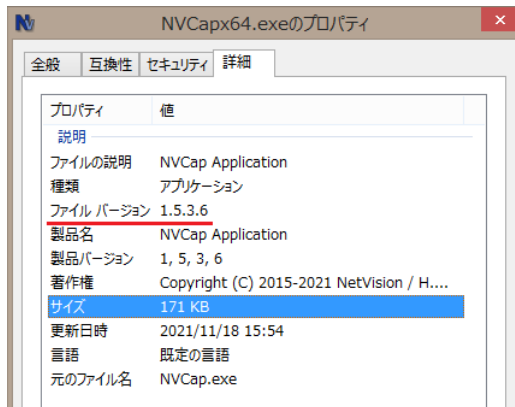 NVCapx64.exeのプロパティ
全般 互換性 セキュリティ 詳細
プロパティ 値
説明
ファイルの説明 NVCap Application
種類 アプリケーション
ファイル バージョン 1.5.3.6
製品名 NVCap Application
製品バージョン 1, 5, 3, 6
著作権 Copyright (C) 2015-2021 NetVision / H....
サイズ 171 KB
更新日時 2021/11/18 15:54
言語 既定の言語
元のファイル名 NVCap.exe